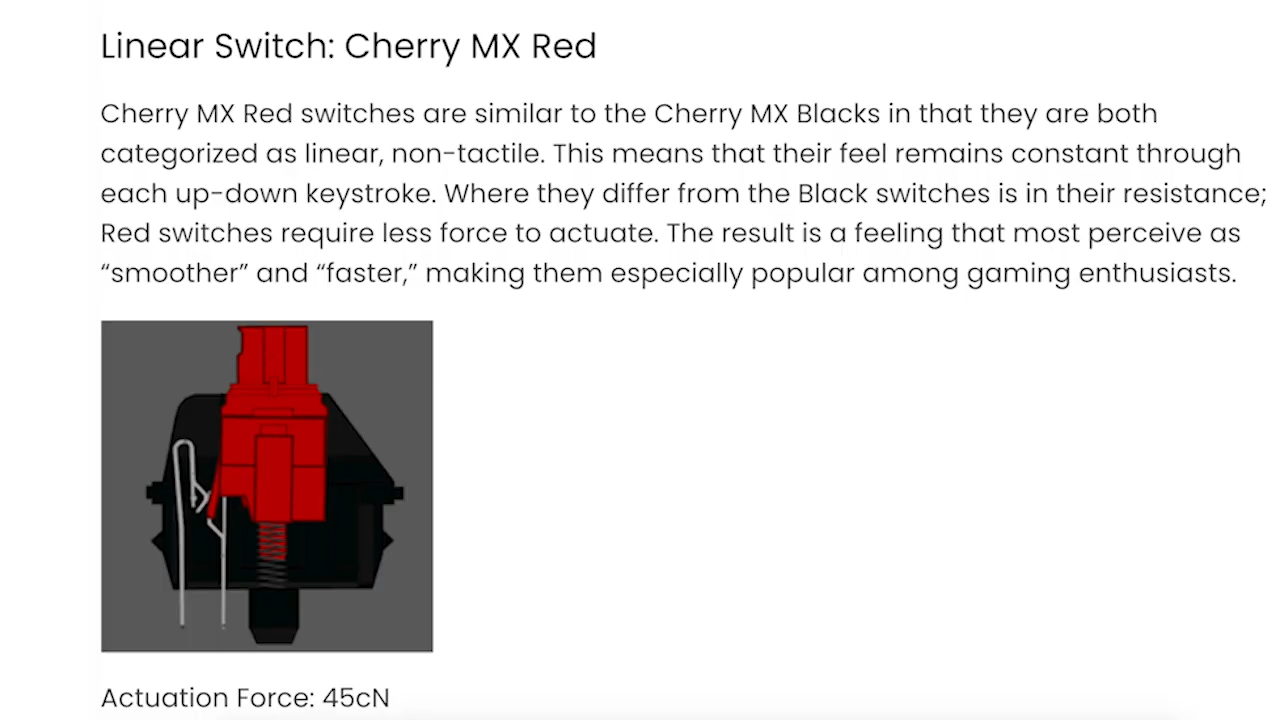 Linear Switch: Cherry MX Red
Cherry MX Red switches are similar to the Cherry MX Blacks in that they are both
categorized as linear, non-tactile. This means that their feel remains constant through
each up-down keystroke. Where they differ from the Black switches is in their resistance;
Red switches require less force to actuate. The result is a feeling that most perceive as
“smoother” and “faster,” making them especially popular among gaming enthusiasts.
Actuation Force: 45cN